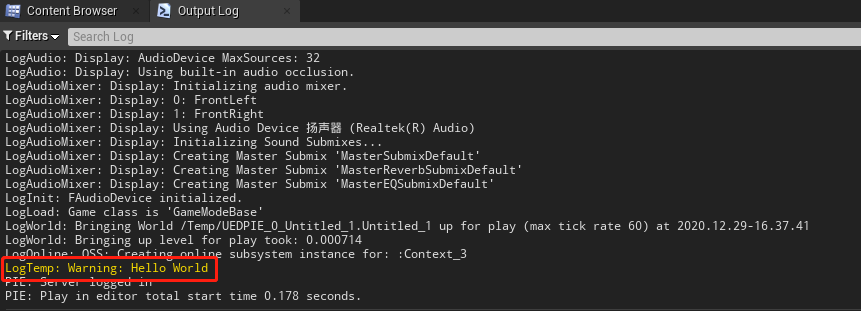 Content Browser
Output Log
Filters
Search Log
LogAudio: Display: AudioDevice MaxSources: 32
LogAudio: Display: Using built-in audio occlusion.
LogAudioMixer: Display: Initializing audio mixer.
LogAudioMixer: Display: 0: FrontLeft
LogAudioMixer: Display: 1: FrontRight
LogAudioMixer: Display: Using Audio Device 扬声器 (Realtek(R) Audio)
LogAudioMixer: Display: Initializing Sound Submixes...
LogAudioMixer: Display: Creating Master Submix 'MasterSubmixDefault'
LogAudioMixer: Display: Creating Master Submix 'MasterReverbSubmixDefault'
LogAudioMixer: Display: Creating Master Submix 'MasterEQSubmixDefault'
LogInit: FAudioDevice initialized.
LogLoad: Game class is 'GameModeBase'
LogWorld: Bringing World /Temp/UEDPIE_0_Untitled_1.Untitled_1 up for play (max tick rate 60) at 2020.12.29-16.37.41
LogWorld: Bringing up level for play took: 0.000714
LogOnline: OSS: Creating online subsystem instance for: :Context_3
LogTemp: Warning: Hello World
PIE: Server logged in
PIE: Play in editor total start time 0.178 seconds.